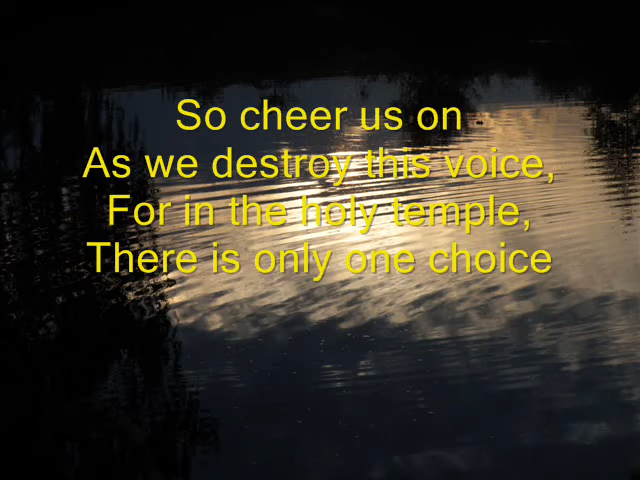 So cheer us on
As we destroy this voice,
For in the holy temple,
There is only one choice